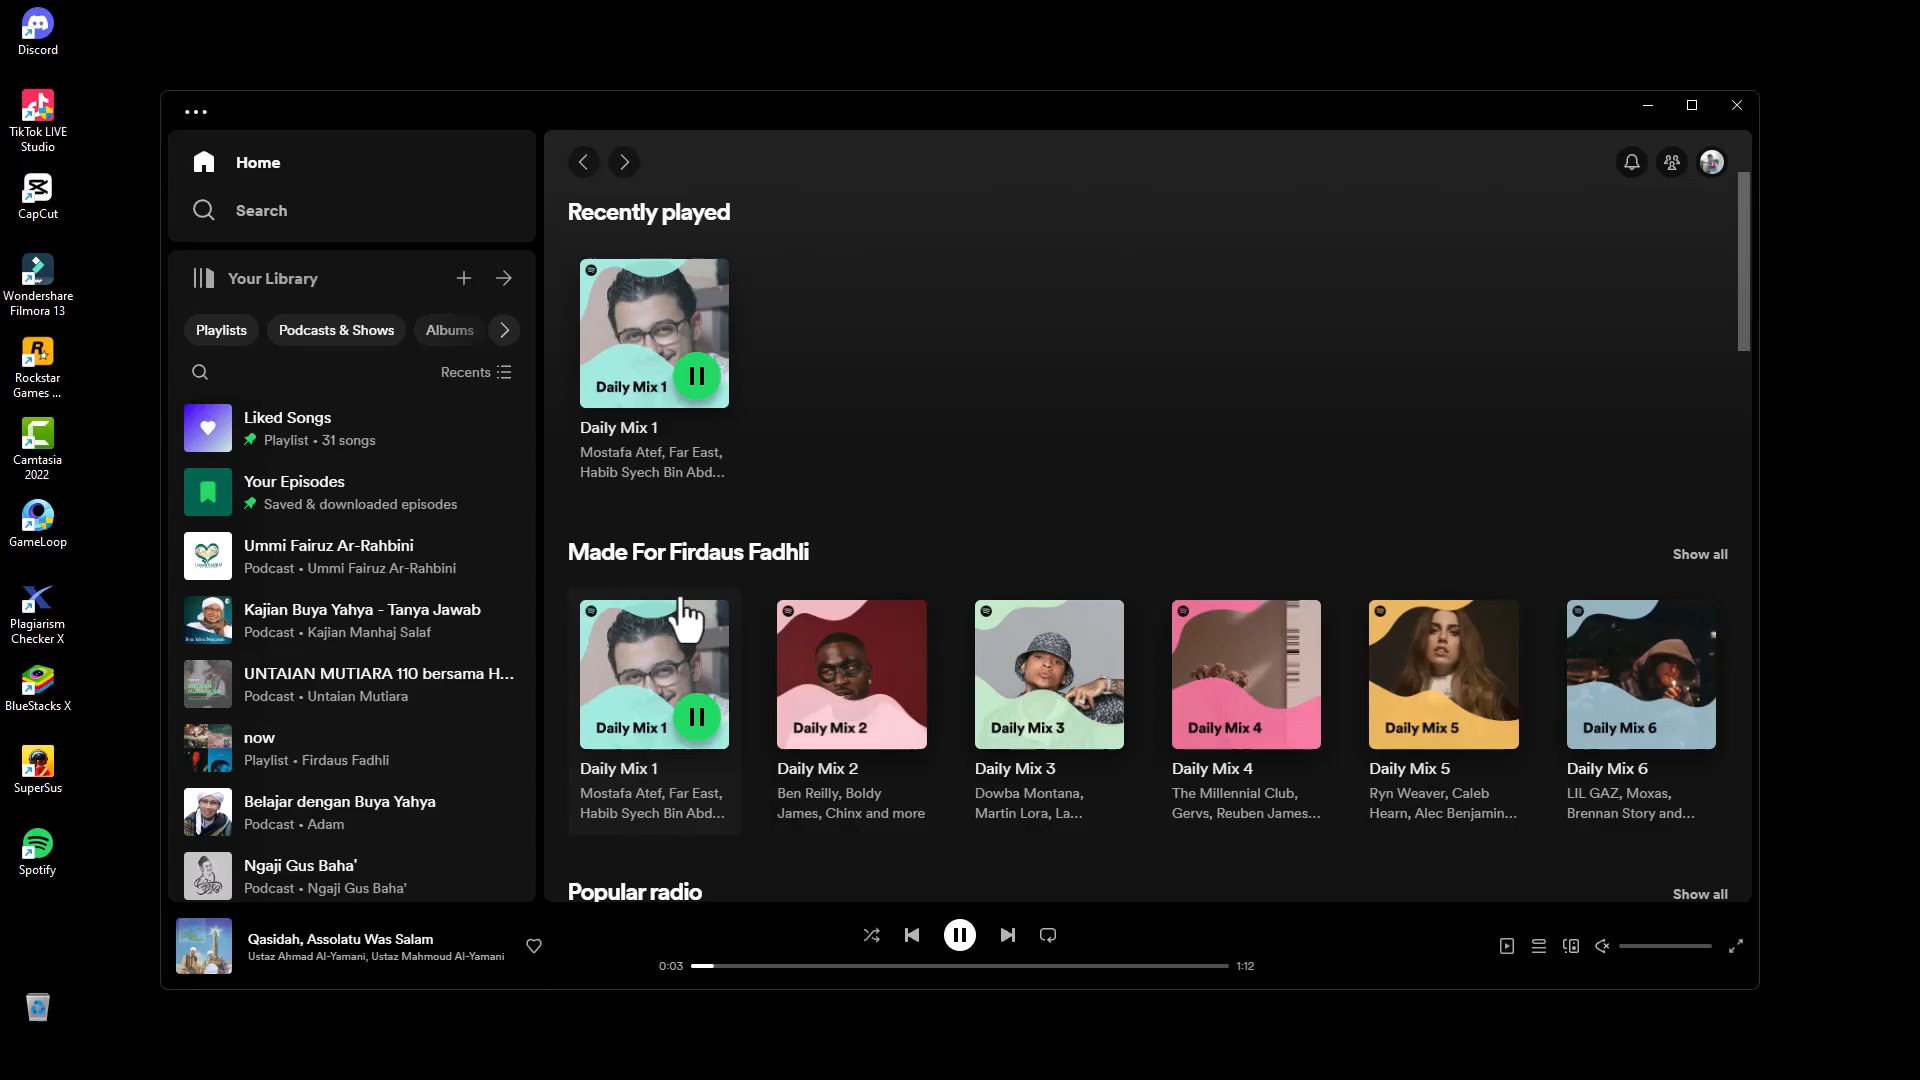 Discord
TikTok LIVE
Studio
CapCut
Wondershare
Filmora 13
Rockstar
Games ...
Camtasia
2022
GameLoop
Plagiarism
Checker X
BlueStacks X
SuperSus
Spotify
Home
Search
Your Library
Playlists
Podcasts & Shows
Albums
Recents
Liked Songs
Playlist • 31 songs
Your Episodes
Saved & downloaded episodes
Ummi Fairuz Ar-Rahbini
Podcast • Ummi Fairuz Ar-Rahbini
Kajian Buya Yahya - Tanya Jawab
Podcast • Kajian Manhaj Salaf
UNTAIAN MUTIARA 110 bersama H...
Podcast • Untaian Mutiara
now
Playlist • Firdaus Fadhli
Belajar dengan Buya Yahya
Podcast • Adam
Ngaji Gus Baha'
Podcast • Ngaji Gus Baha'
Recently played
Daily Mix 1
Daily Mix 1
Mostafa Atef, Far East,
Habib Syech Bin Abd...
Made For Firdaus Fadhli
Show all
Daily Mix 1
Daily Mix 1
Mostafa Atef, Far East,
Habib Syech Bin Abd...
Daily Mix 2
Daily Mix 2
Ben Reilly, Boldy
James, Chinx and more
Daily Mix 3
Daily Mix 3
Dowba Montana,
Martin Lora, La...
Daily Mix 4
Daily Mix 4
The Millennial Club,
Gervs, Reuben James...
Daily Mix 5
Daily Mix 5
Ryn Weaver, Caleb
Hearn, Alec Benjamin...
Daily Mix 6
Daily Mix 6
LIL GAZ, Moxas,
Brennan Story and...
Popular radio
Show all
Qasidah, Assolatu Was Salam
Ustaz Ahmad Al-Yamani, Ustaz Mahmoud Al-Yamani
0:03
1:12